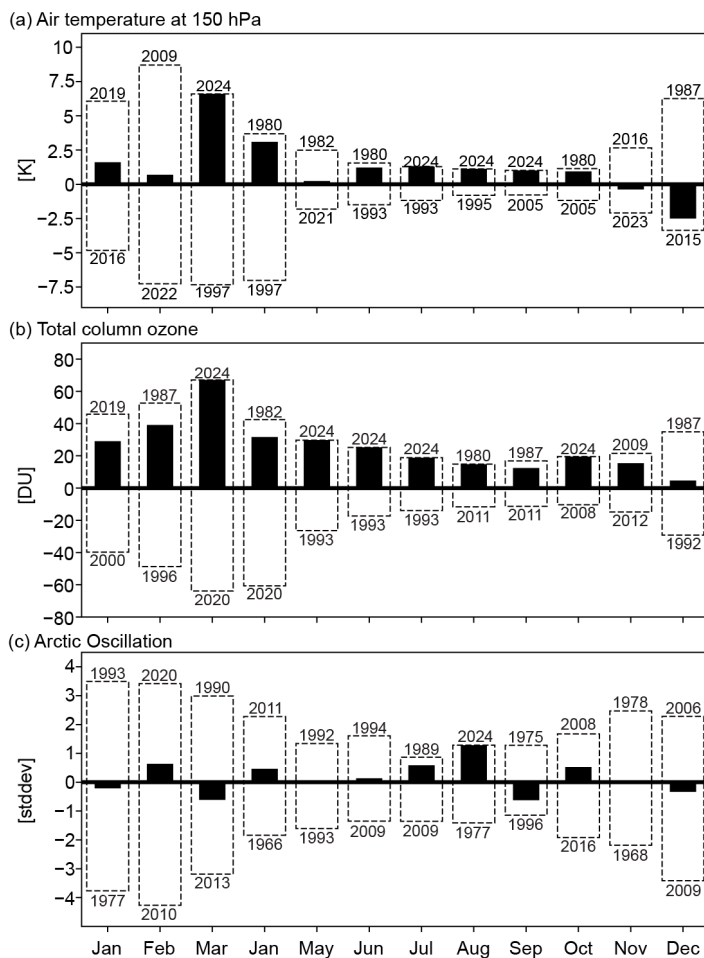 (a) Air temperature at 150 hPa
10
7.5
5
2.5
0
−2.5
−5
−7.5
[K]
2019 2009 2024 1980 1982 1980 2024 2024 2024 1980 2016 1987
2016 2022 1997 1997 2021 1993 1993 1995 2005 2005 2023 2015
(b) Total column ozone
80
60
40
20
0
−20
−40
−60
−80
[DU]
2019 1987 2024 1982 2024 2024 2024 1980 1987 2024 2009 1987
2000 1996 2020 2020 1993 1993 1993 2011 2011 2008 2012 1992
(c) Arctic Oscillation
4
3
2
1
0
−1
−2
−3
−4
[stddev]
1993 2020 1990 2011 1992 1994 1989 2024 1975 2008 1978 2006
1977 2010 2013 1966 1993 2009 2009 1977 1996 2016 1968 2009
Jan Feb Mar Jan May Jun Jul Aug Sep Oct Nov Dec